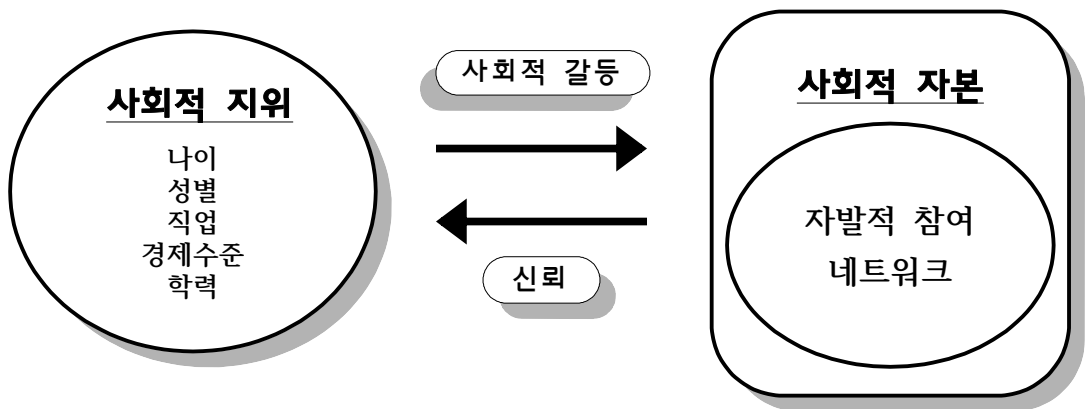 사회적 지위
나이
성별
직업
경제수준
학력
사회적 갈등
신뢰
사회적 자본
자발적 참여
네트워크